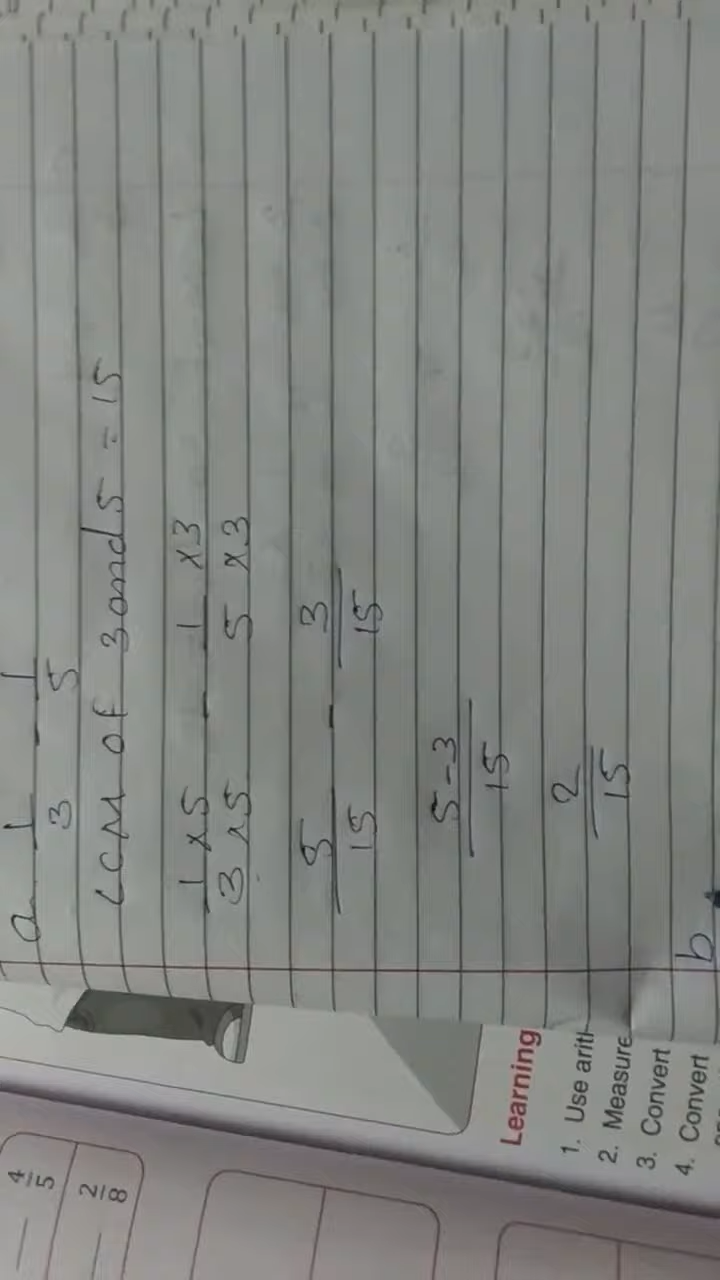 a. 1/3 - 1/5
LCM of 3 and 5 = 15
1 x 5 / 3 x 5 - 1 x 3 / 5 x 3
5/15 - 3/15
5 - 3 / 15
2/15
b.
Learning
1. Use arit
2. Measure
3. Convert
4. Convert
— 4/5
— 2/8